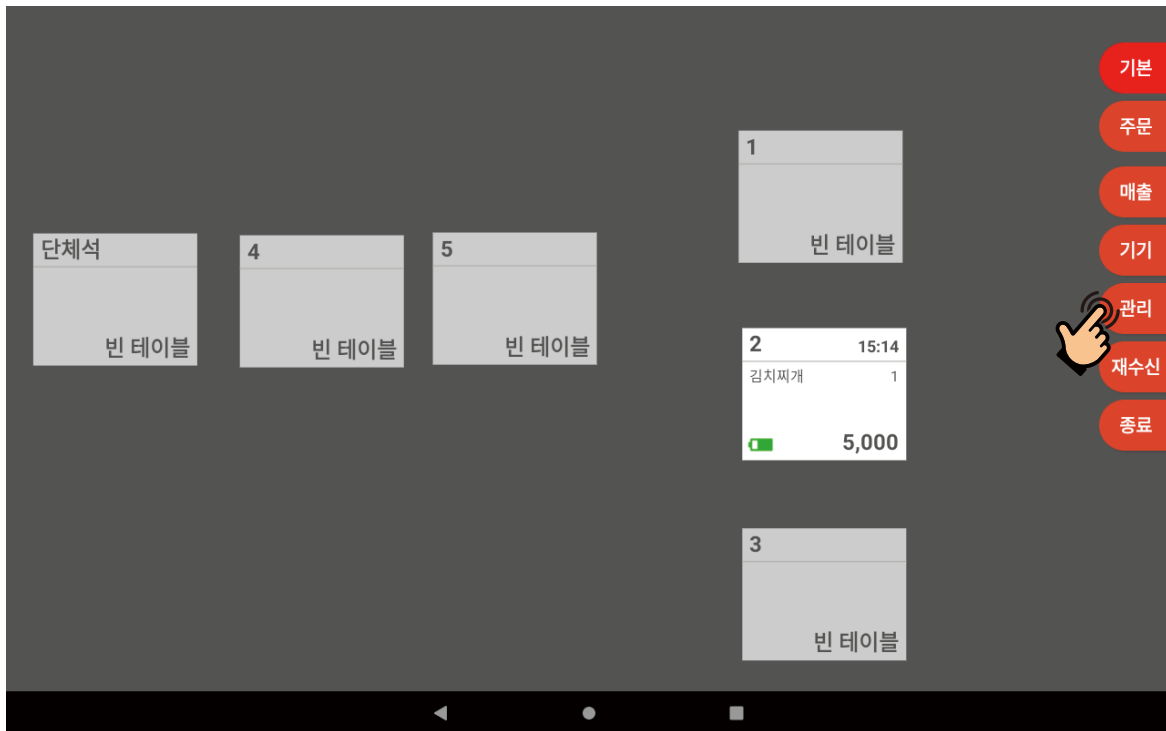 단체석
빈 테이블
4
빈 테이블
5
빈 테이블
1
빈 테이블
2 15:14
김치찌개 1
5,000
3
빈 테이블
기본
주문
매출
기기
관리
재수신
종료